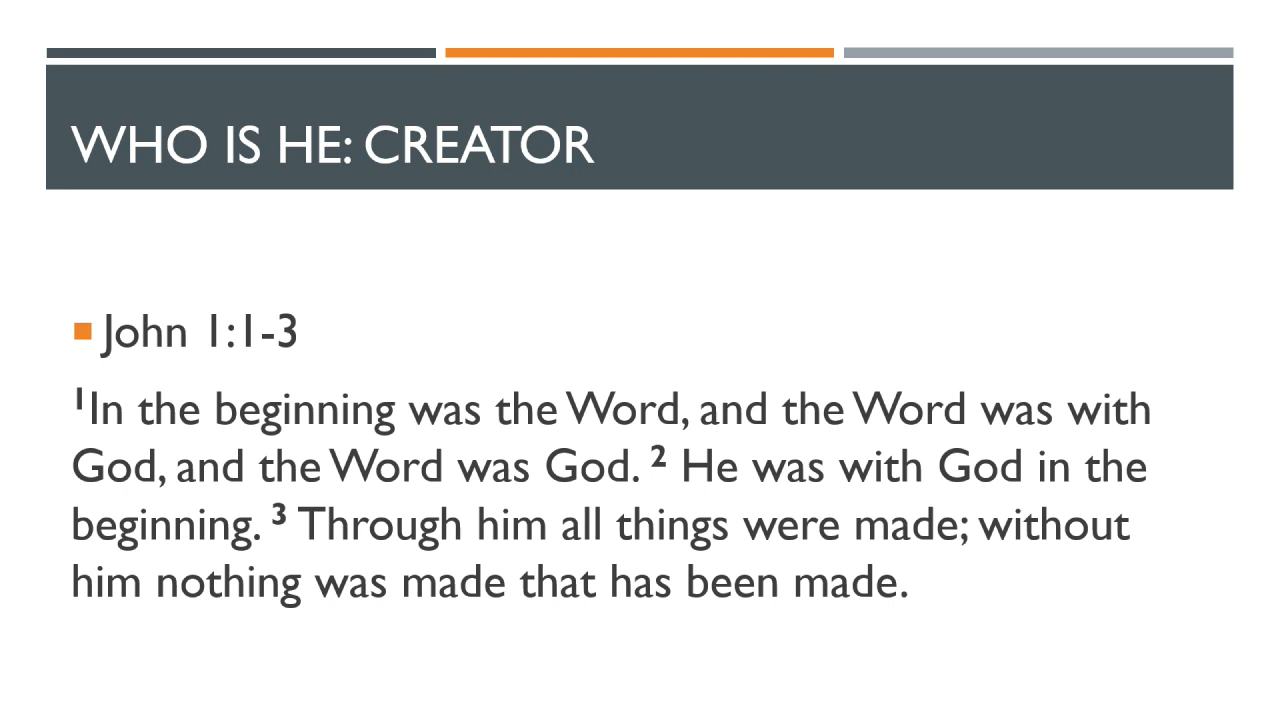 WHO IS HE: CREATOR
John 1:1-3
¹In the beginning was the Word, and the Word was with
God, and the Word was God. ² He was with God in the
beginning. ³ Through him all things were made; without
him nothing was made that has been made.